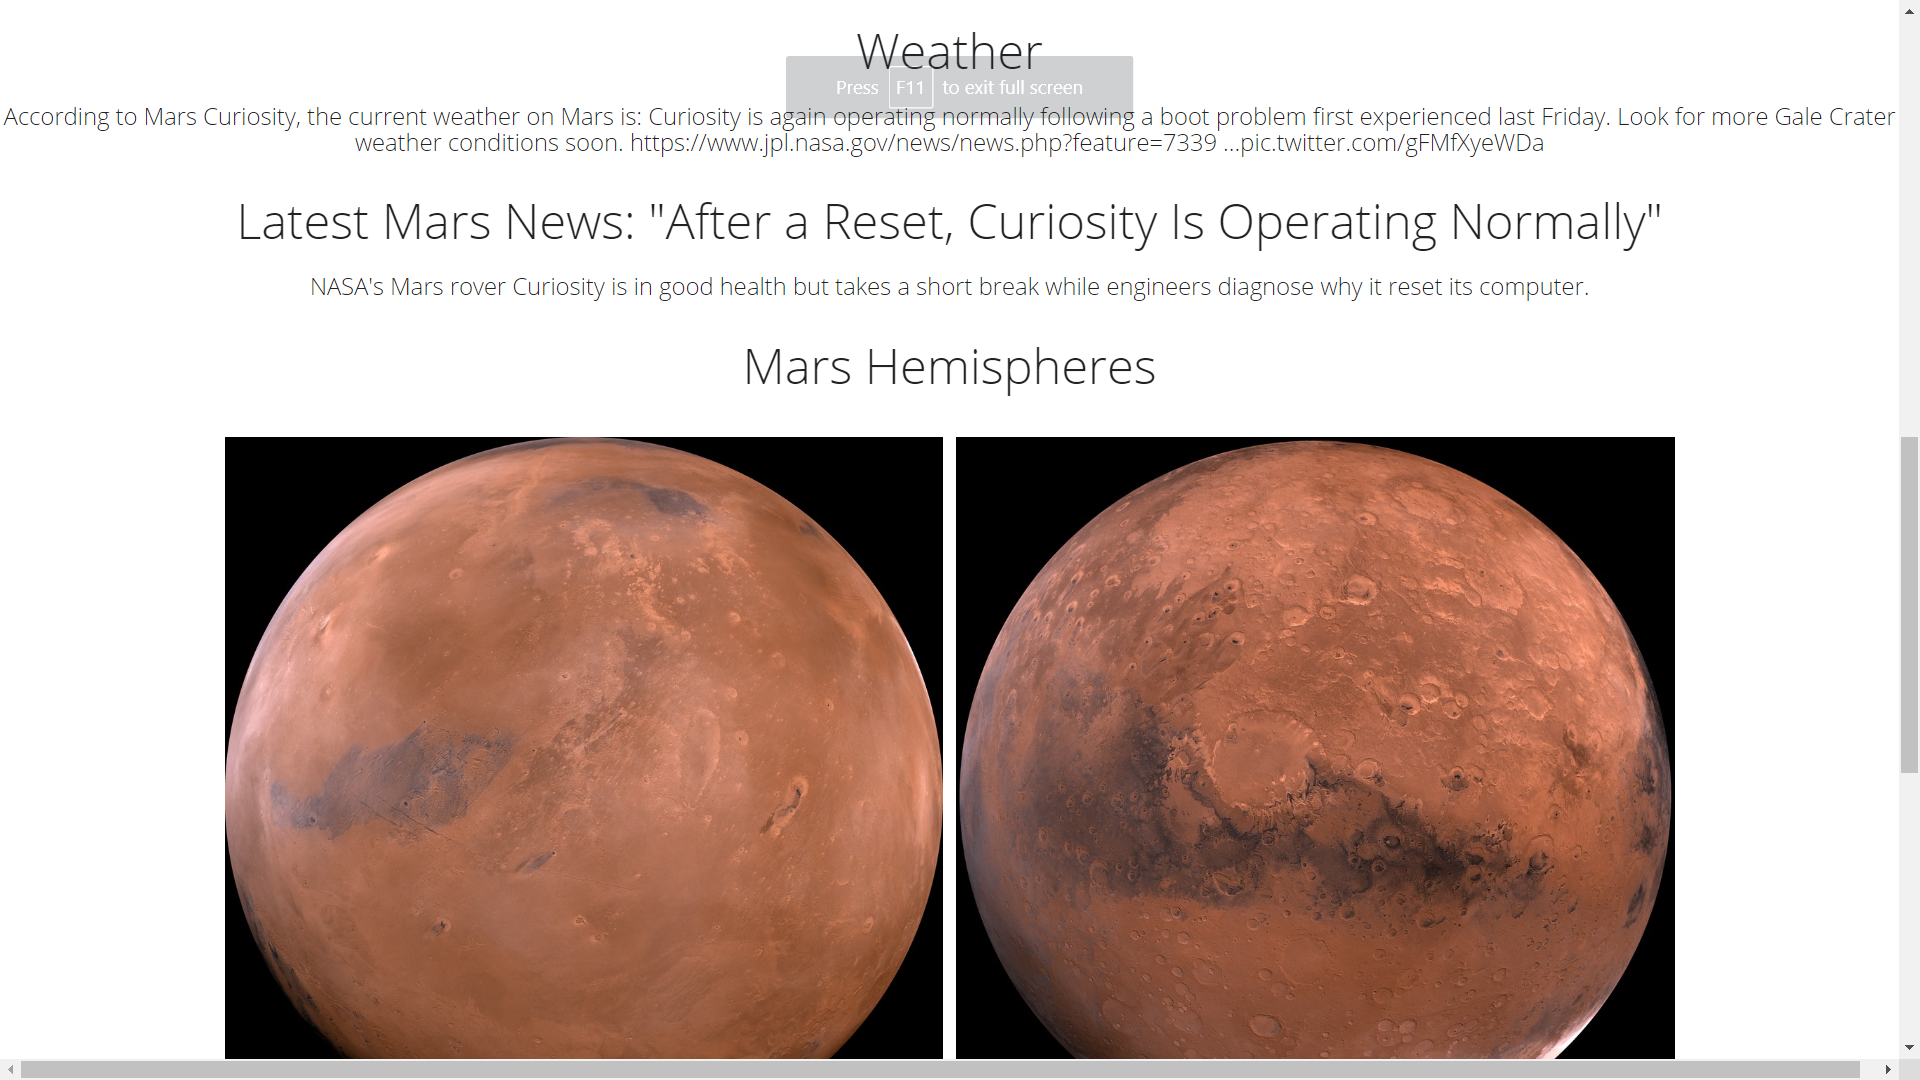 Weather
Press F11 to exit full screen
According to Mars Curiosity, the current weather on Mars is: Curiosity is again operating normally following a boot problem first experienced last Friday. Look for more Gale Crater
weather conditions soon. https://www.jpl.nasa.gov/news/news.php?feature=7339 …pic.twitter.com/gFMfXyeWDa
Latest Mars News: "After a Reset, Curiosity Is Operating Normally"
NASA's Mars rover Curiosity is in good health but takes a short break while engineers diagnose why it reset its computer.
Mars Hemispheres